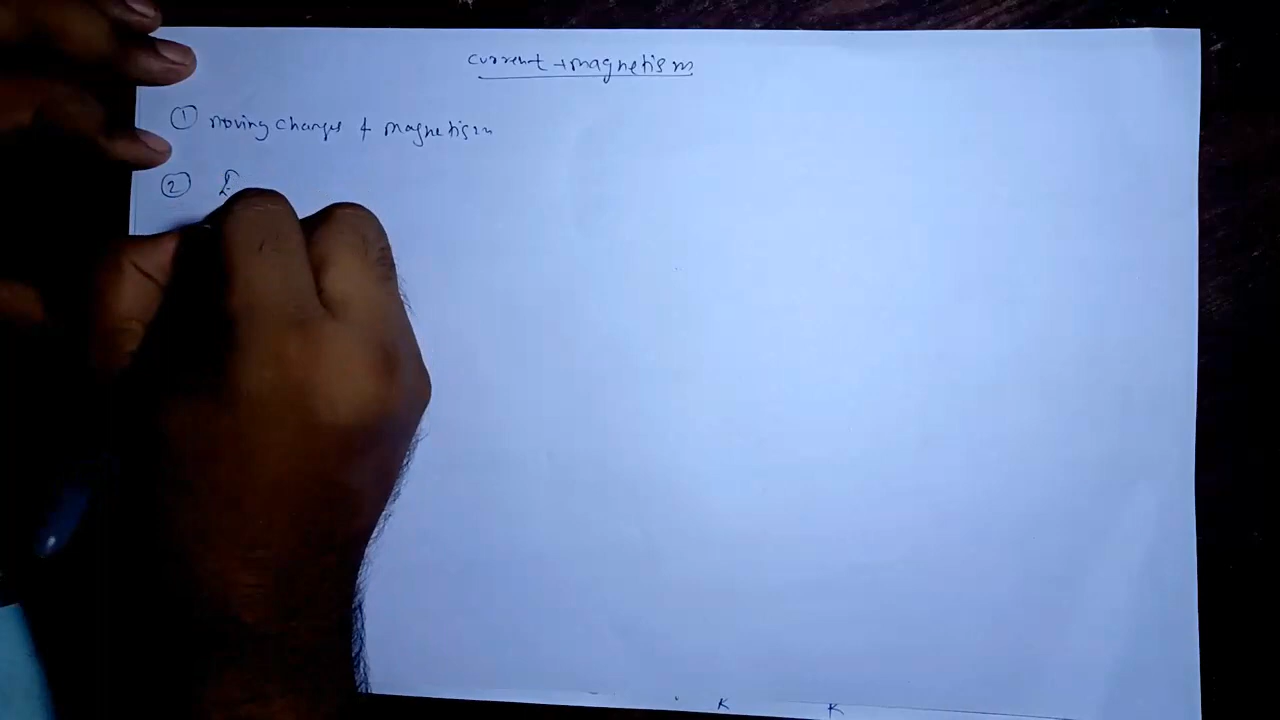 current + magnetism
① moving charges & magnetism
②
K K